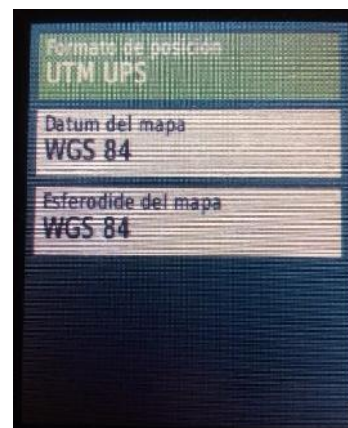 Formato de posición
UTM UPS
Datum del mapa
WGS 84
Esferodide del mapa
WGS 84